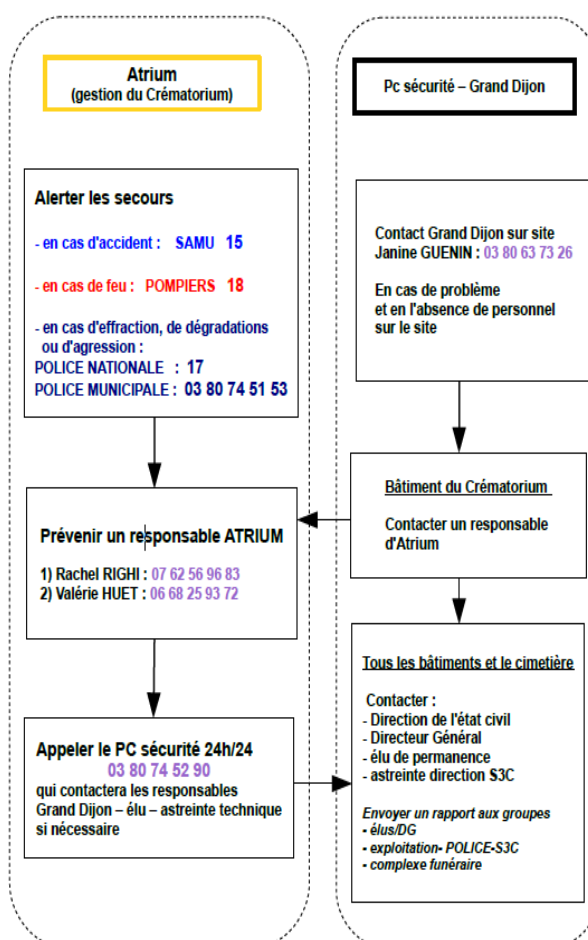 Atrium
(gestion du Crématorium)
Alerter les secours
- en cas d'accident : SAMU 15
- en cas de feu : POMPIERS 18
- en cas d'effraction, de dégradations
ou d'agression :
POLICE NATIONALE : 17
POLICE MUNICIPALE : 03 80 74 51 53
Prévenir un responsable ATRIUM
1) Rachel RIGHI : 07 62 56 96 83
2) Valérie HUET : 06 68 25 93 72
Appeler le PC sécurité 24h/24
03 80 74 52 90
qui contactera les responsables
Grand Dijon – élu – astreinte technique
si nécessaire
Pc sécurité – Grand Dijon
Contact Grand Dijon sur site
Janine GUENIN : 03 80 63 73 26
En cas de problème
et en l'absence de personnel
sur le site
Bâtiment du Crématorium
Contacter un responsable
d'Atrium
Tous les bâtiments et le cimetière
Contacter :
- Direction de l'état civil
- Directeur Général
- élu de permanence
- astreinte direction S3C
Envoyer un rapport aux groupes
- élus/DG
- exploitation- POLICE-S3C
- complexe funéraire